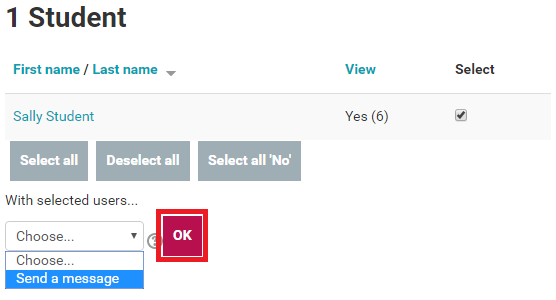 1 Student
First name / Last name View Select
Sally Student Yes (6)
Select all Deselect all Select all 'No'
With selected users...
Choose... OK
Choose...
Send a message